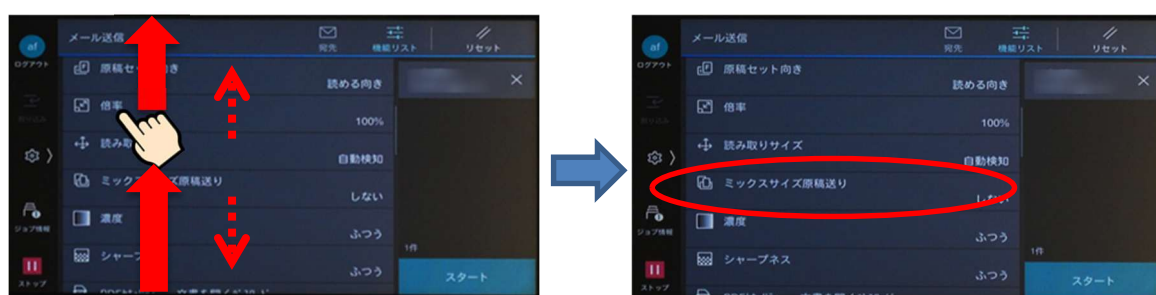 メール送信
宛先
機能リスト
リセット
af
ログアウト
原稿セット向き
読める向き
倍率
100%
読み取
自動検知
ミックス
ズ原稿送り
しない
濃度
ふつう
ジョブ情報
シャープ
ふつう
1件
スタート
ストップ
メール送信
宛先
機能リスト
リセット
af
ログアウト
原稿セット向き
読める向き
倍率
100%
読み取りサイズ
自動検知
ミックスサイズ原稿送り
しない
濃度
ふつう
ジョブ情報
シャープネス
ふつう
1件
スタート
ストップ